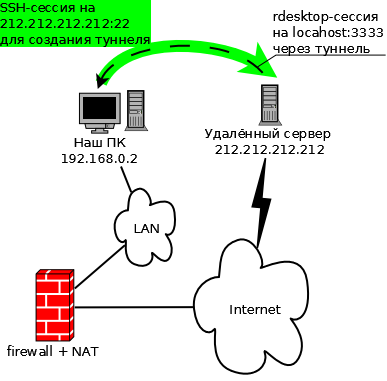 SSH-сессия на
212.212.212.212:22
для создания туннеля
rdesktop-сессия
на locahost:3333
через туннель
Наш ПК
192.168.0.2
Удалённый сервер
212.212.212.212
LAN
Internet
firewall + NAT